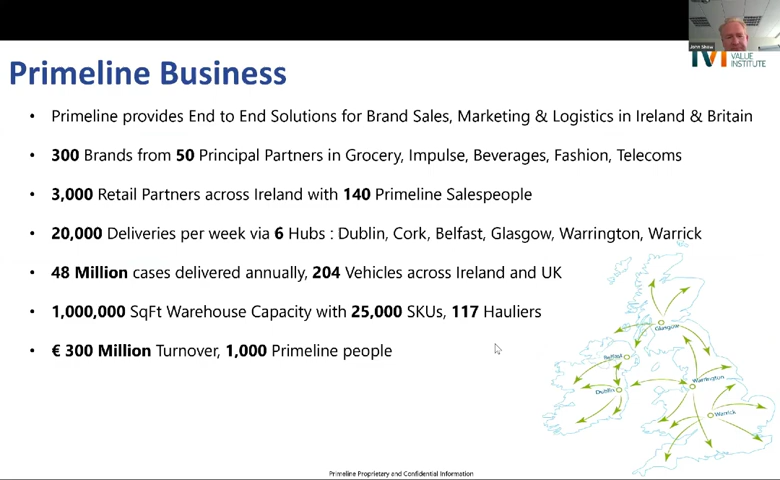 John Shaw
IVI VALUE
INSTITUTE
Primeline Business
• Primeline provides End to End Solutions for Brand Sales, Marketing & Logistics in Ireland & Britain
• 300 Brands from 50 Principal Partners in Grocery, Impulse, Beverages, Fashion, Telecoms
• 3,000 Retail Partners across Ireland with 140 Primeline Salespeople
• 20,000 Deliveries per week via 6 Hubs : Dublin, Cork, Belfast, Glasgow, Warrington, Warrick
• 48 Million cases delivered annually, 204 Vehicles across Ireland and UK
• 1,000,000 SqFt Warehouse Capacity with 25,000 SKUs, 117 Hauliers
• € 300 Million Turnover, 1,000 Primeline people
Glasgow
Belfast
Dublin
Warrington
Warrick
Primeline Proprietary and Confidential Information